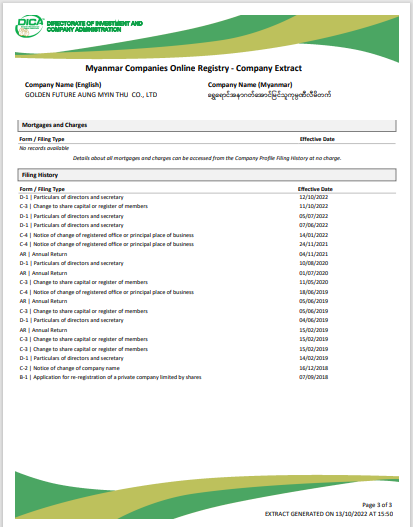 DICA
DIRECTORATE OF INVESTMENT AND
COMPANY ADMINISTRATION
Myanmar Companies Online Registry - Company Extract
Company Name (English)
GOLDEN FUTURE AUNG MYIN THU CO., LTD
Company Name (Myanmar)
ရွှေရောင်အနာဂတ်အောင်မြင်သူကုမ္ပဏီလီမိတက်
Mortgages and Charges
Form / Filing Type Effective Date
No records available
Details about all mortgages and charges can be accessed from the Company Profile Filing History at no charge.
Filing History
Form / Filing Type Effective Date
D-1 | Particulars of directors and secretary 12/10/2022
C-3 | Change to share capital or register of members 11/10/2022
D-1 | Particulars of directors and secretary 05/07/2022
D-1 | Particulars of directors and secretary 07/06/2022
C-4 | Notice of change of registered office or principal place of business 14/01/2022
C-4 | Notice of change of registered office or principal place of business 24/11/2021
AR | Annual Return 04/11/2021
D-1 | Particulars of directors and secretary 10/08/2020
AR | Annual Return 01/07/2020
C-3 | Change to share capital or register of members 11/05/2020
C-4 | Notice of change of registered office or principal place of business 18/06/2019
AR | Annual Return 05/06/2019
C-3 | Change to share capital or register of members 05/06/2019
D-1 | Particulars of directors and secretary 04/06/2019
AR | Annual Return 15/02/2019
C-3 | Change to share capital or register of members 15/02/2019
C-3 | Change to share capital or register of members 15/02/2019
D-1 | Particulars of directors and secretary 14/02/2019
C-2 | Notice of change of company name 16/12/2018
B-1 | Application for re-registration of a private company limited by shares 07/09/2018
Page 3 of 3
EXTRACT GENERATED ON 13/10/2022 AT 15:50